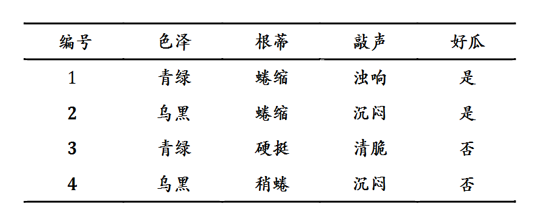 编号 色泽 根蒂 敲声 好瓜
1 青绿 蜷缩 浊响 是
2 乌黑 蜷缩 沉闷 是
3 青绿 硬挺 清脆 否
4 乌黑 稍蜷 沉闷 否